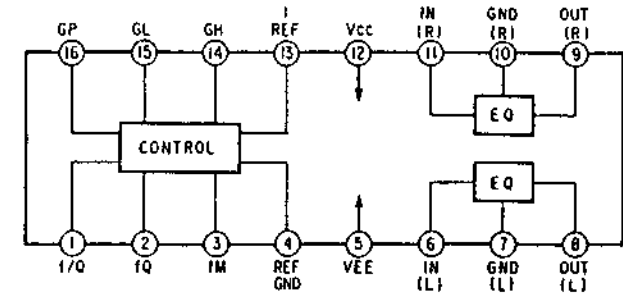 I
GP GL GH REF Vcc IN (R) GND (R) OUT (R)
16 15 14 13 12 11 10 9
EQ
CONTROL
EQ
1 2 3 4 5 6 7 8
f/Q fQ fM REF GND VEE IN (L) GND (L) OUT (L)